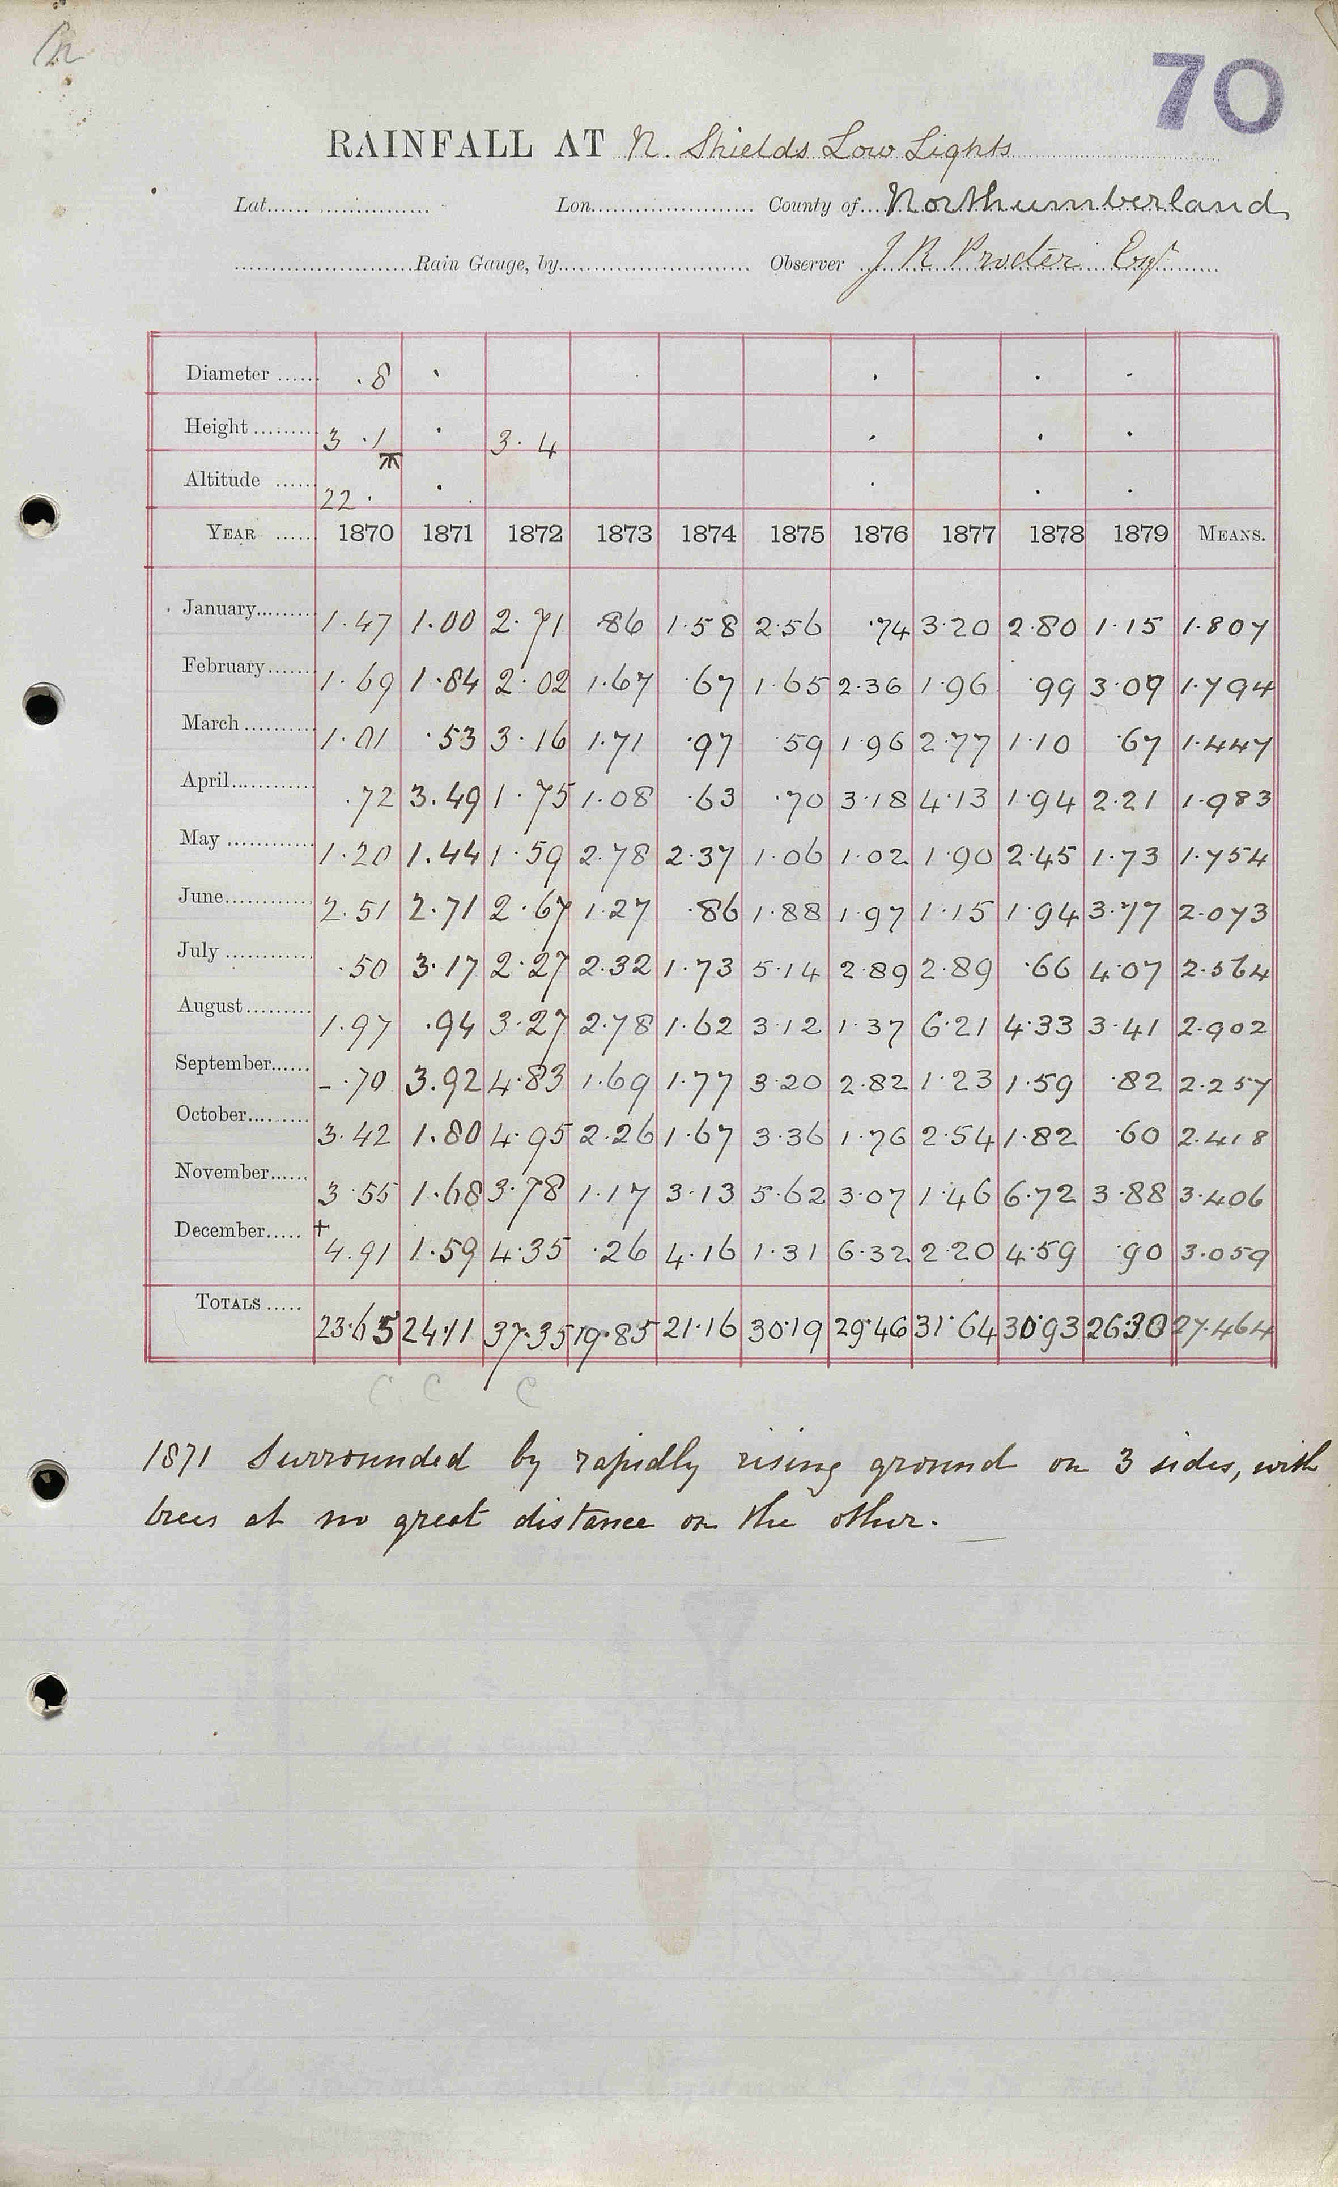 70
RAINFALL AT N. Shields Low Lights
Lat. Lon. County of Northumberland
Rain Gauge, by Observer J R Procter Esqr
Diameter .8
Height 3 .1 3. 4
Altitude 22.
YEAR 1870 1871 1872 1873 1874 1875 1876 1877 1878 1879 MEANS.
January 1.47 1.00 2.71 .86 1.58 2.56 .74 3.20 2.80 1.15 1.807
February 1.69 1.84 2.02 1.67 .67 1.65 2.36 1.96 .99 3.09 1.794
March 1.01 .53 3.16 1.71 .97 .59 1.96 2.77 1.10 .67 1.447
April .72 3.49 1.75 1.08 .63 .70 3.18 4.13 1.94 2.21 1.983
May 1.20 1.44 1.59 2.78 2.37 1.06 1.02 1.90 2.45 1.73 1.754
June 2.51 2.71 2.67 1.27 .86 1.88 1.97 1.15 1.94 3.77 2.073
July .50 3.17 2.27 2.32 1.73 5.14 2.89 2.89 .66 4.07 2.564
August 1.97 .94 3.27 2.78 1.62 3.12 1.37 6.21 4.33 3.41 2.902
September - .70 3.92 4.83 1.69 1.77 3.20 2.82 1.23 1.59 .82 2.257
October 3.42 1.80 4.95 2.26 1.67 3.36 1.76 2.54 1.82 .60 2.418
November 3.55 1.68 3.78 1.17 3.13 5.62 3.07 1.46 6.72 3.88 3.406
December + 4.91 1.59 4.35 .26 4.16 1.31 6.32 2.20 4.59 .90 3.059
TOTALS 23.65 24.11 37.35 19.85 21.16 30.19 29.46 31.64 30.93 26.30 27.464
C C C
1871 Surrounded by rapidly rising ground on 3 sides, with
trees at no great distance on the other.